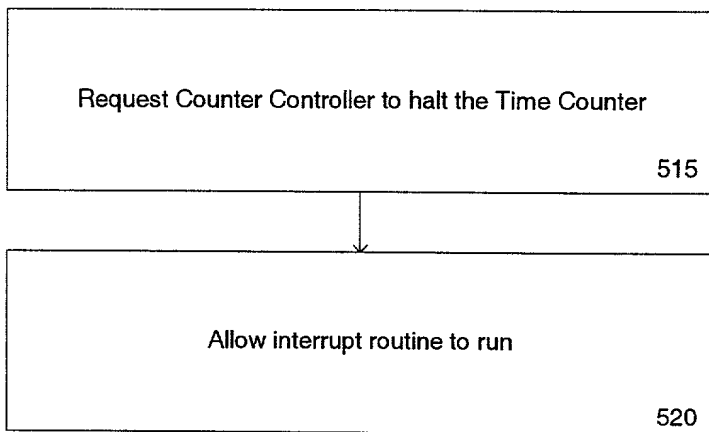 Request Counter Controller to halt the Time Counter
515
Allow interrupt routine to run
520